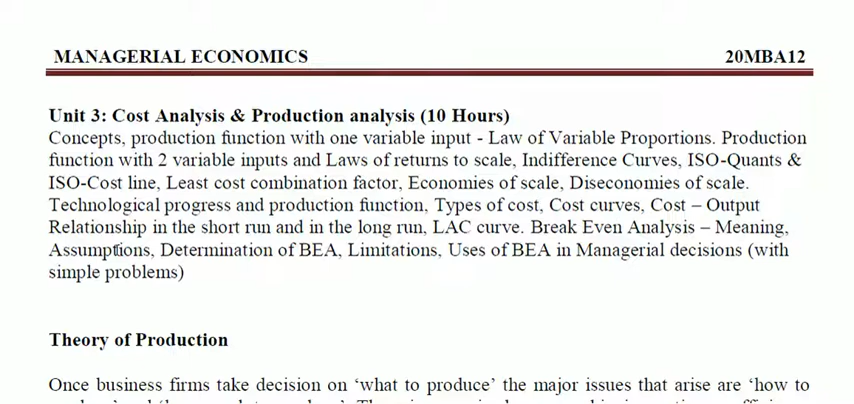 MANAGERIAL ECONOMICS 20MBA12
Unit 3: Cost Analysis & Production analysis (10 Hours)
Concepts, production function with one variable input - Law of Variable Proportions. Production
function with 2 variable inputs and Laws of returns to scale, Indifference Curves, ISO-Quants &
ISO-Cost line, Least cost combination factor, Economies of scale, Diseconomies of scale.
Technological progress and production function, Types of cost, Cost curves, Cost – Output
Relationship in the short run and in the long run, LAC curve. Break Even Analysis – Meaning,
Assumptions, Determination of BEA, Limitations, Uses of BEA in Managerial decisions (with
simple problems)
Theory of Production
Once business firms take decision on ‘what to produce’ the major issues that arise are ‘how to